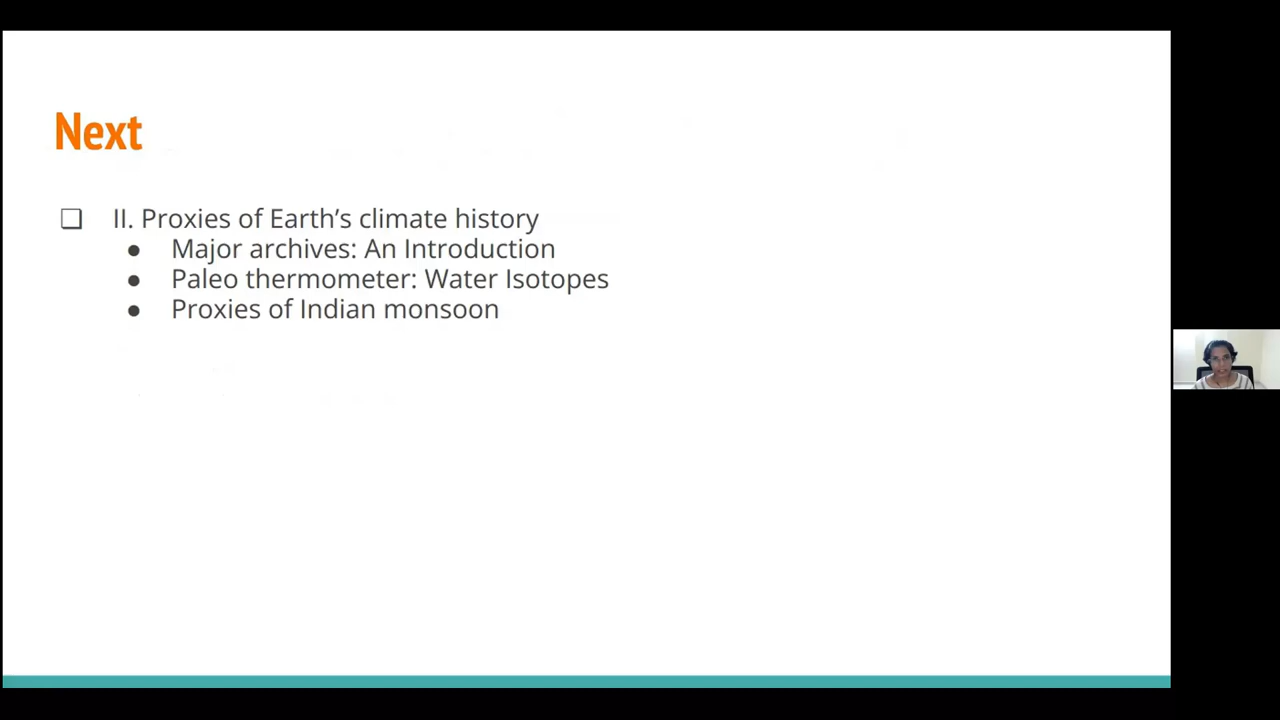 Next
❏ II. Proxies of Earth’s climate history
● Major archives: An Introduction
● Paleo thermometer: Water Isotopes
● Proxies of Indian monsoon